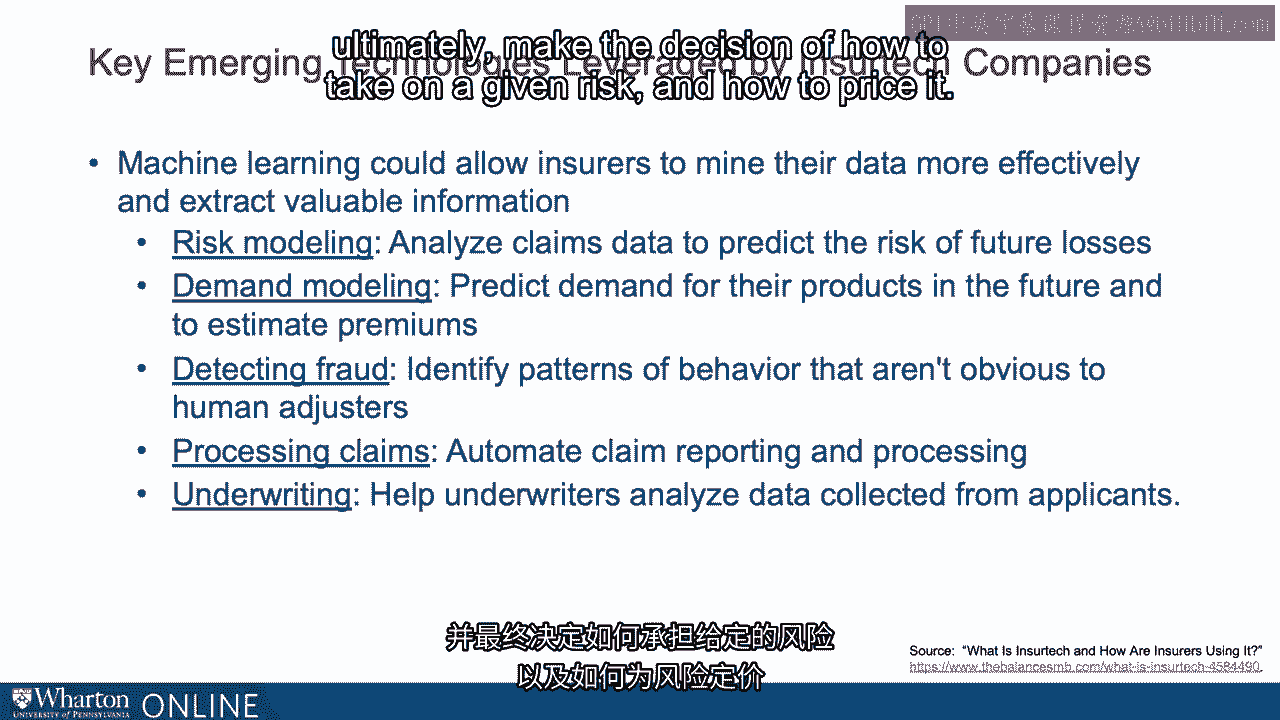 ultimately, make the decision of how to
take on a given risk, and how to price it.
Key Emerging Technologies Leveraged by Insurtech Companies
• Machine learning could allow insurers to mine their data more effectively
and extract valuable information
• Risk modeling: Analyze claims data to predict the risk of future losses
• Demand modeling: Predict demand for their products in the future and
to estimate premiums
• Detecting fraud: Identify patterns of behavior that aren't obvious to
human adjusters
• Processing claims: Automate claim reporting and processing
• Underwriting: Help underwriters analyze data collected from applicants.
并最终决定如何承担给定的风险
以及如何为风险定价
Source: “What Is Insurtech and How Are Insurers Using It?”
https://www.thebalancesmb.com/what-is-insurtech-4584490.
Wharton ONLINE
UNIVERSITY of PENNSYLVANIA